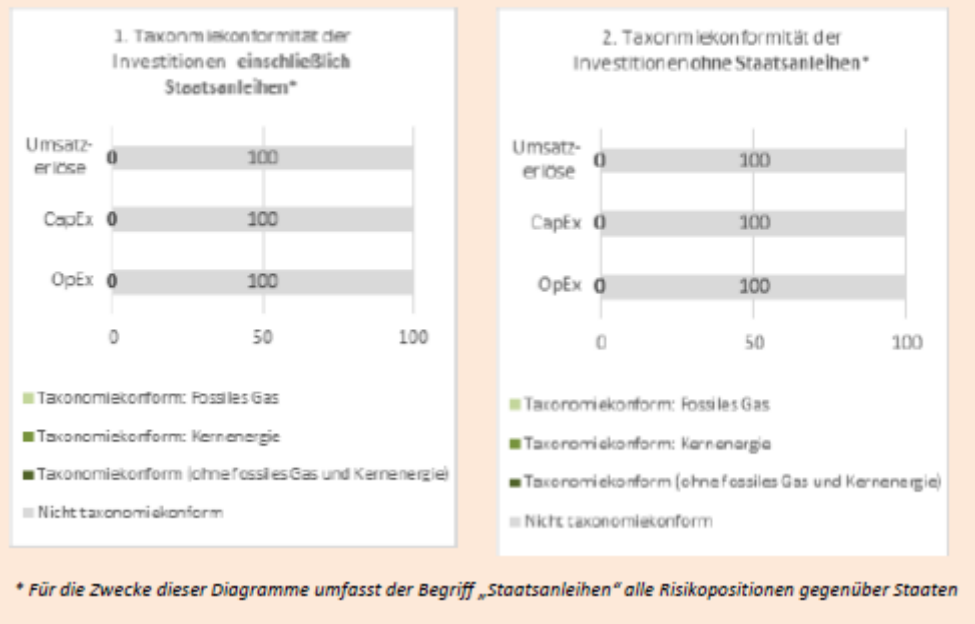 1. Taxonmiekonformität der
Investitionen einschließlich
Staatsanleihen*
Umsatz-
erlöse
0
100
CapEx
0
100
OpEx
0
100
0
50
100
Taxonomiekonform: Fossiles Gas
Taxonomiekonform: Kernenergie
Taxonomiekonform (ohne fossiles Gas und Kernenergie)
Nicht taxonomiekonform
2. Taxonmiekonformität der
Investitionen ohne Staatsanleihen*
Umsatz-
erlöse
0
100
CapEx
0
100
OpEx
0
100
0
50
100
Taxonomiekonform: Fossiles Gas
Taxonomiekonform: Kernenergie
Taxonomiekonform (ohne fossiles Gas und Kernenergie)
Nicht taxonomiekonform
* Für die Zwecke dieser Diagramme umfasst der Begriff „Staatsanleihen“ alle Risikopositionen gegenüber Staaten